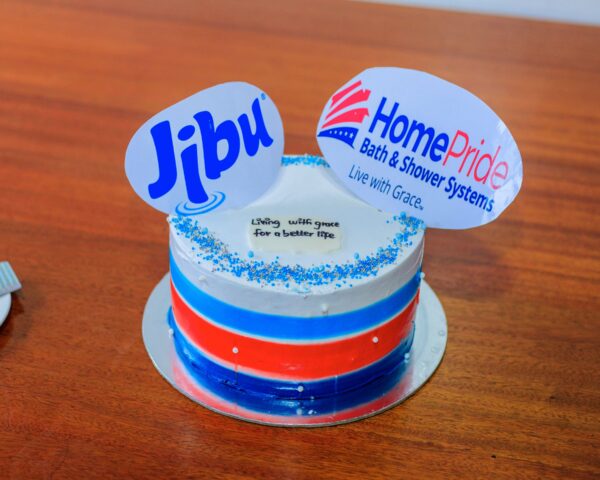 Jibu®
HomePride
Bath & Shower Systems
Live with Grace®
Living with grace
for a better life